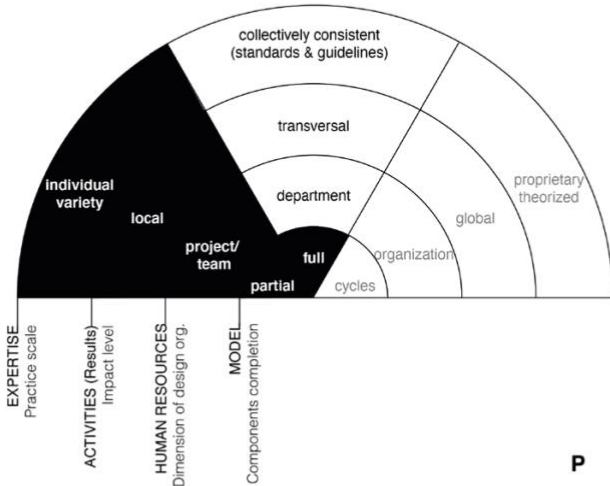 collectively consistent
(standards & guidelines)
transversal
department
individual
variety
local
project/
team
full
partial
cycles
organization
global
proprietary
theorized
EXPERTISE
Practice scale
ACTIVITIES (Results)
Impact level
HUMAN RESOURCES
Dimension of design org.
MODEL
Components completion
P